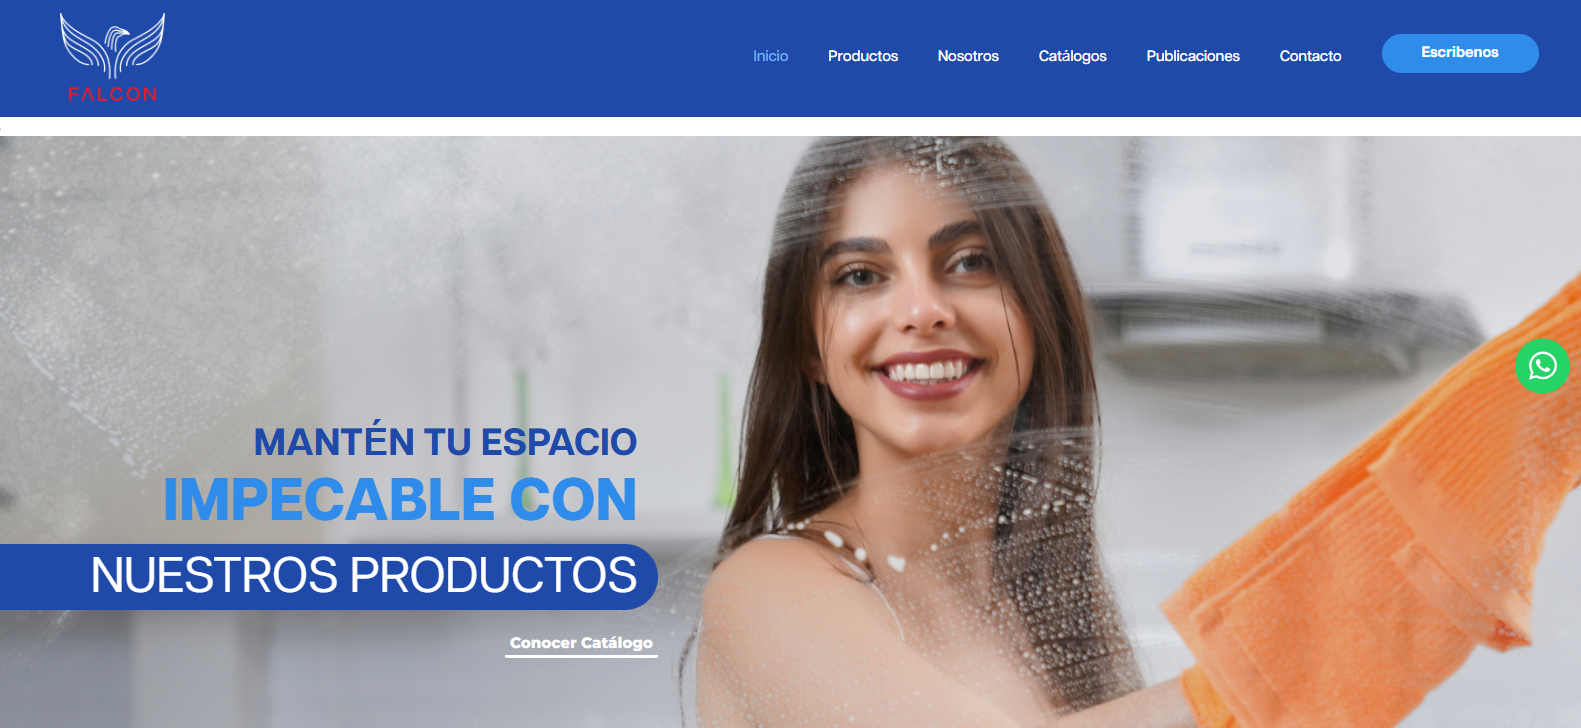 FALCON
Inicio
Productos
Nosotros
Catálogos
Publicaciones
Contacto
Escribenos
MANTÉN TU ESPACIO
IMPECABLE CON
NUESTROS PRODUCTOS
Conocer Catálogo